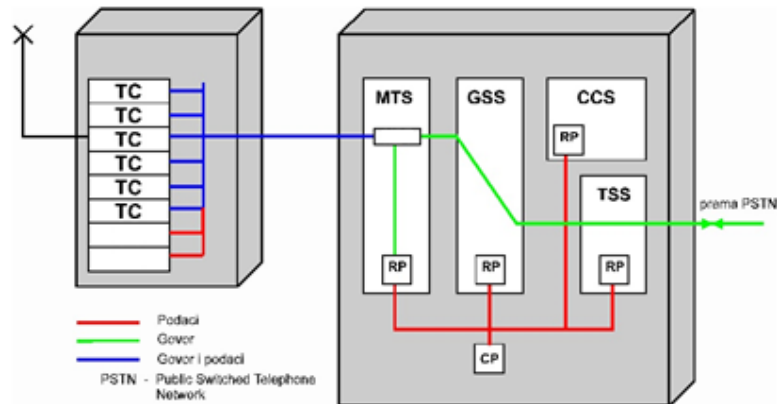 TC
TC
TC
TC
TC
TC
MTS
GSS
CCS
RP
TSS
prama PSTN
RP
RP
RP
CP
Podaci
Govor
Govor i podaci
PSTN - Public Switched Telephone
Network